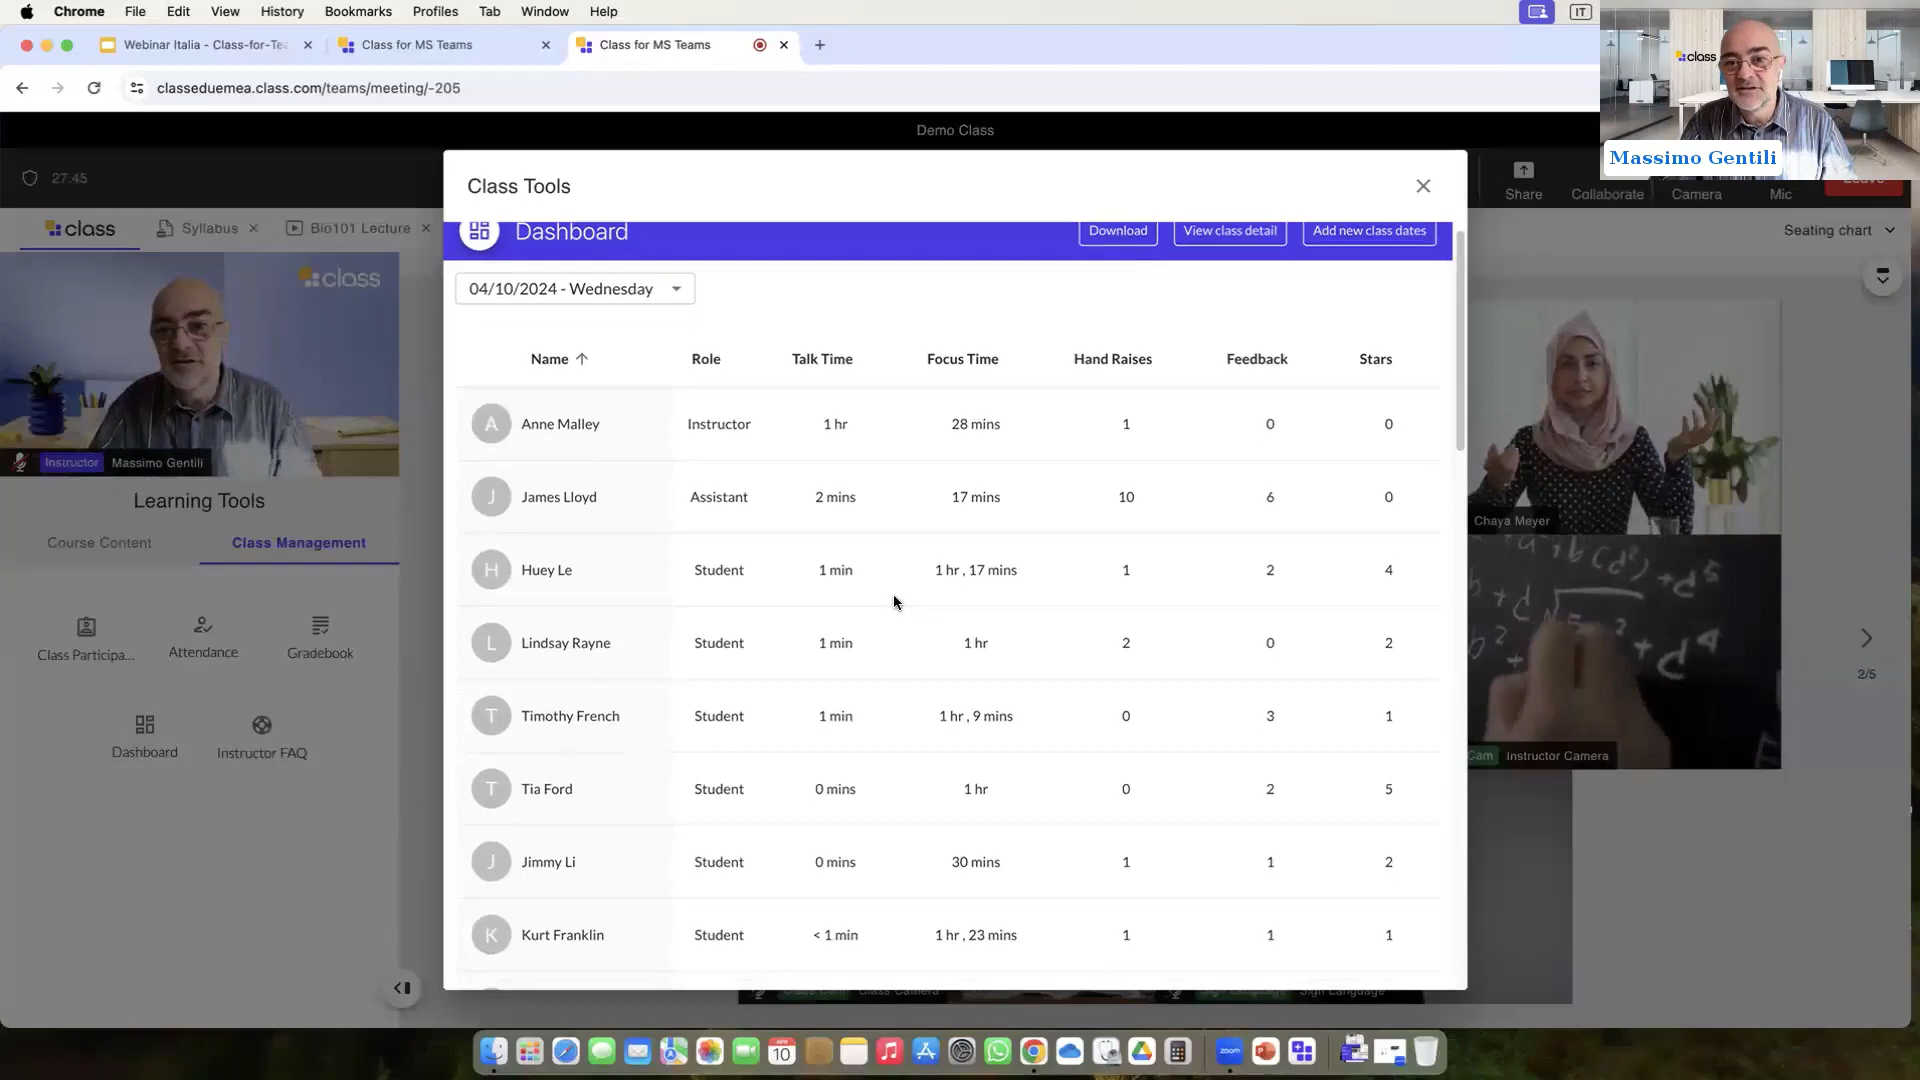 Chrome File Edit View History Bookmarks Profiles Tab Window Help
IT
Webinar Italia - Class-for-Tea
Class for MS Teams
Class for MS Teams
classeduemea.class.com/teams/meeting/-205
class
Massimo Gentili
Demo Class
27.45
Share Collaborate Camera Mic
class Syllabus Bio101 Lecture
Seating chart
class
Instructor Massimo Gentili
Learning Tools
Course Content Class Management
Class Participa... Attendance Gradebook
Dashboard Instructor FAQ
Class Tools
Dashboard Download View class detail Add new class dates
04/10/2024 - Wednesday
Name Role Talk Time Focus Time Hand Raises Feedback Stars
A Anne Malley Instructor 1 hr 28 mins 1 0 0
J James Lloyd Assistant 2 mins 17 mins 10 6 0
H Huey Le Student 1 min 1 hr , 17 mins 1 2 4
L Lindsay Rayne Student 1 min 1 hr 2 0 2
T Timothy French Student 1 min 1 hr , 9 mins 0 3 1
T Tia Ford Student 0 mins 1 hr 0 2 5
J Jimmy Li Student 0 mins 30 mins 1 1 2
K Kurt Franklin Student < 1 min 1 hr , 23 mins 1 1 1
Chaya Meyer
Cam Instructor Camera
2/5
APR
10
zoom